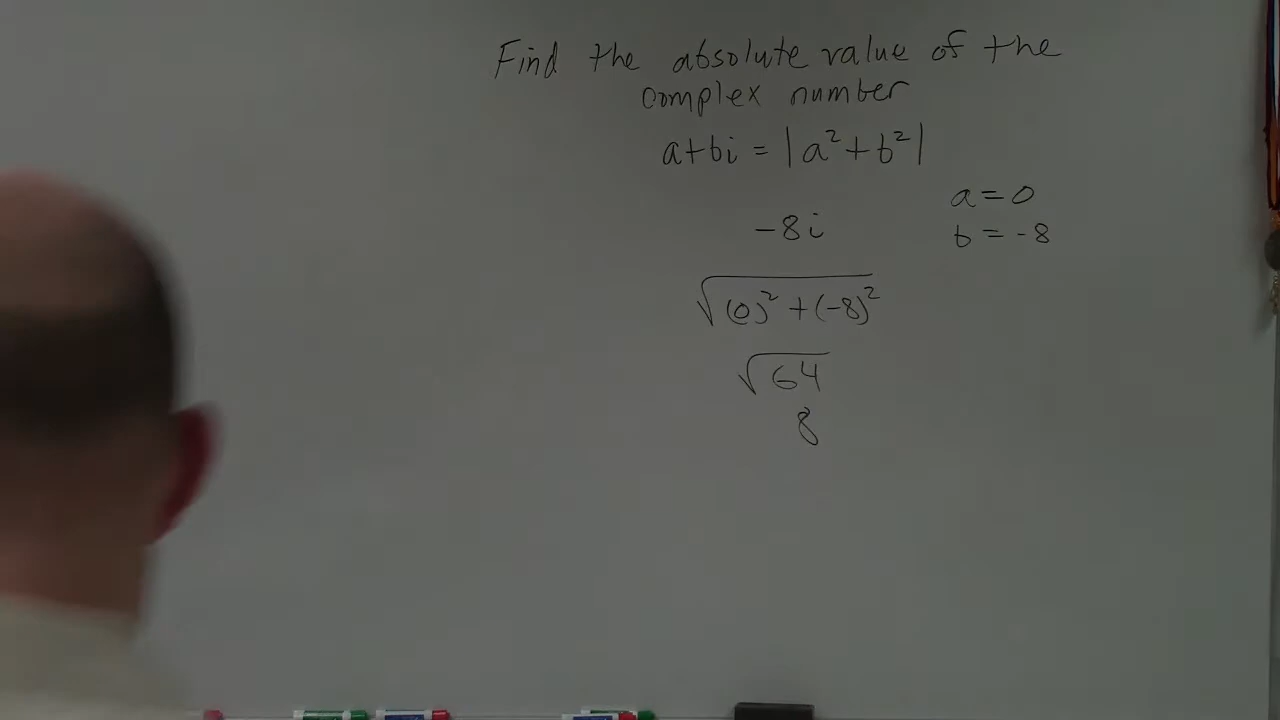 Find the absolute value of the
complex number
a+bi = |a²+b²|
a=0
-8i
b = -8
√(0)²+(-8)²
√64
8